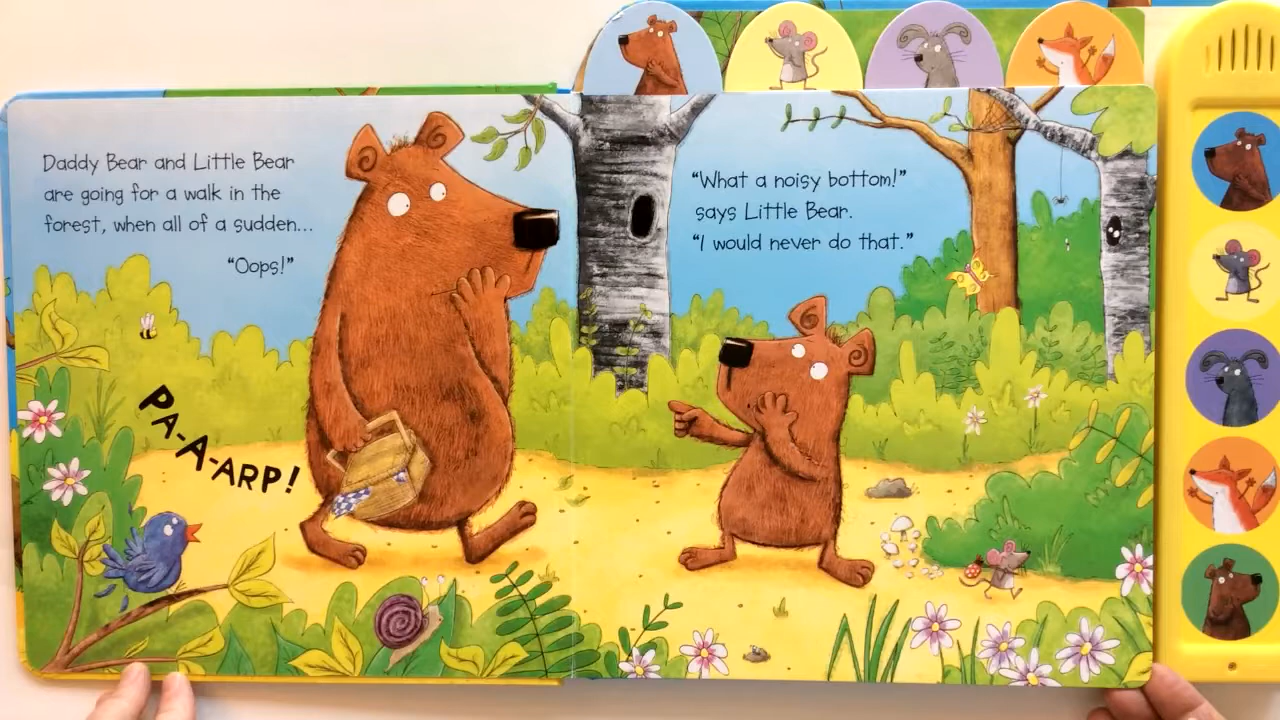 Daddy Bear and Little Bear
are going for a walk in the
forest, when all of a sudden...
"Oops!"
PA-A-ARP!
"What a noisy bottom!"
says Little Bear.
"I would never do that."